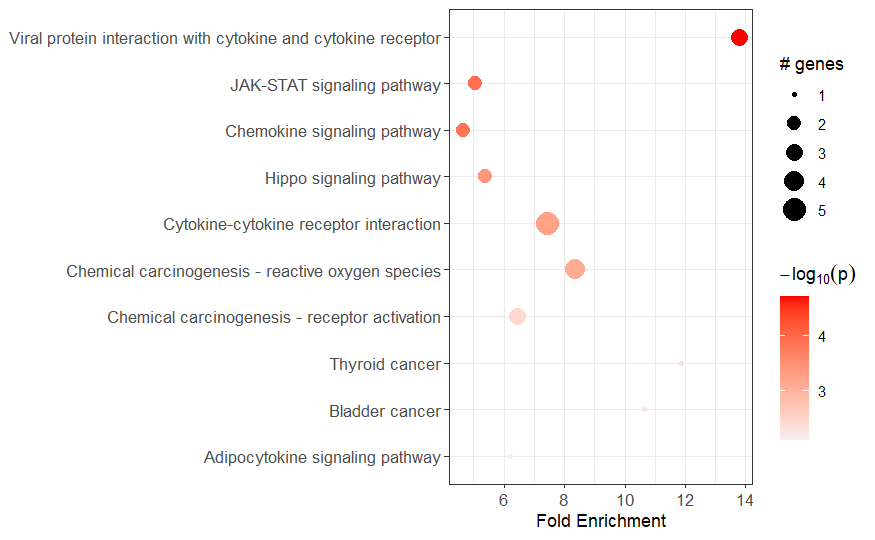 Viral protein interaction with cytokine and cytokine receptor
JAK-STAT signaling pathway
Chemokine signaling pathway
Hippo signaling pathway
Cytokine-cytokine receptor interaction
Chemical carcinogenesis - reactive oxygen species
Chemical carcinogenesis - receptor activation
Thyroid cancer
Bladder cancer
Adipocytokine signaling pathway
6 8 10 12 14
Fold Enrichment
# genes
1
2
3
4
5
−log₁₀(p)
4
3